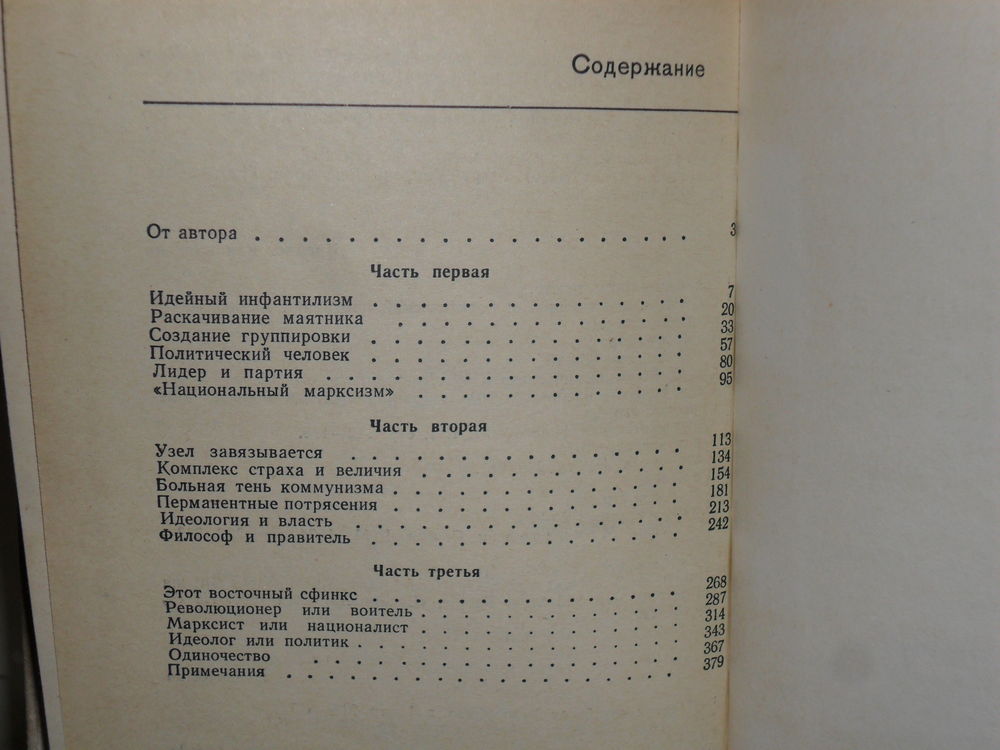 Содержание
От автора . . . . . . . . . . . . . . . . . . . . 3
Часть первая
Идейный инфантилизм . . . . . . . . . . . 7
Раскачивание маятника . . . . . . . . . . 20
Создание группировки . . . . . . . . . . . 33
Политический человек . . . . . . . . . . . 57
Лидер и партия . . . . . . . . . . . . 80
«Национальный марксизм» . . . . . . . . . 95
Часть вторая
Узел завязывается . . . . . . . . . . . 113
Комплекс страха и величия . . . . . . . . . 134
Больная тень коммунизма . . . . . . . . . . 154
Перманентные потрясения . . . . . . . . . . 181
Идеология и власть . . . . . . . . . . . 213
Философ и правитель . . . . . . . . . . . 242
Часть третья
Этот восточный сфинкс . . . . . . . . . . . 268
Революционер или воитель . . . . . . . . . 287
Марксист или националист . . . . . . . . . 314
Идеолог или политик . . . . . . . . . . . 343
Одиночество . . . . . . . . . . . . . 367
Примечания . . . . . . . . . . . . . . 379